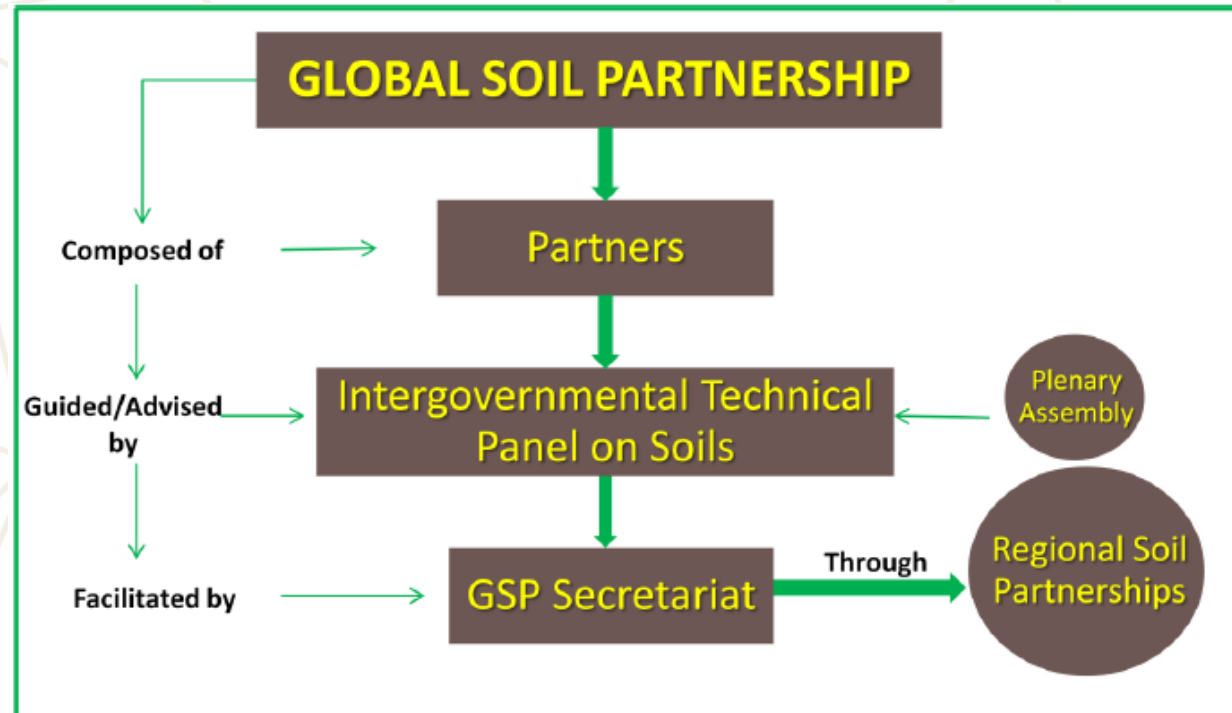 GLOBAL SOIL PARTNERSHIP
Composed of
Partners
Guided/Advised
by
Intergovernmental Technical
Panel on Soils
Plenary
Assembly
Facilitated by
GSP Secretariat
Through
Regional Soil
Partnerships